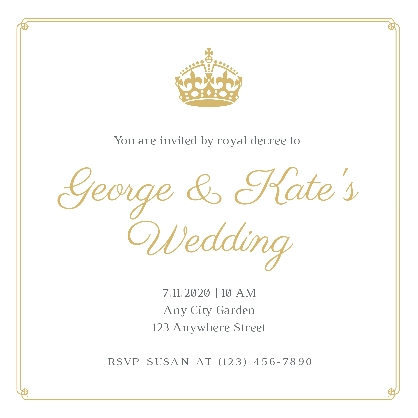 You are invited by royal decree to
George & Kate's
Wedding
7.11.2020 | 10 AM
Any City Garden
123 Anywhere Street
RSVP SUSAN AT (123) 456-7890